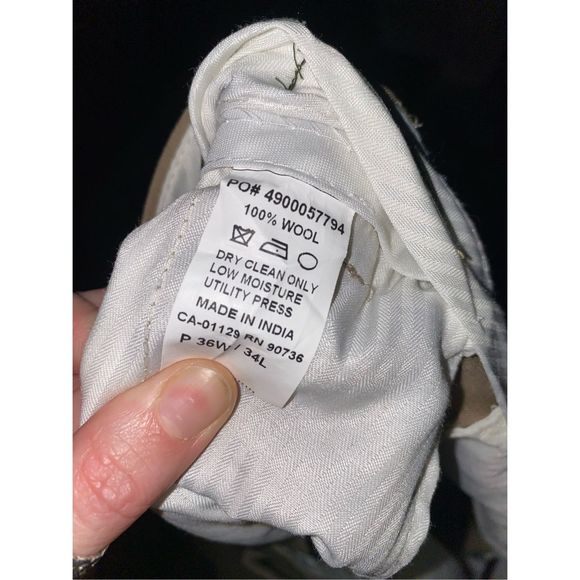 PO# 4900057794
100% WOOL
DRY CLEAN ONLY
LOW MOISTURE
UTILITY PRESS
MADE IN INDIA
CA-01129 RN 90736
P 36W / 34L